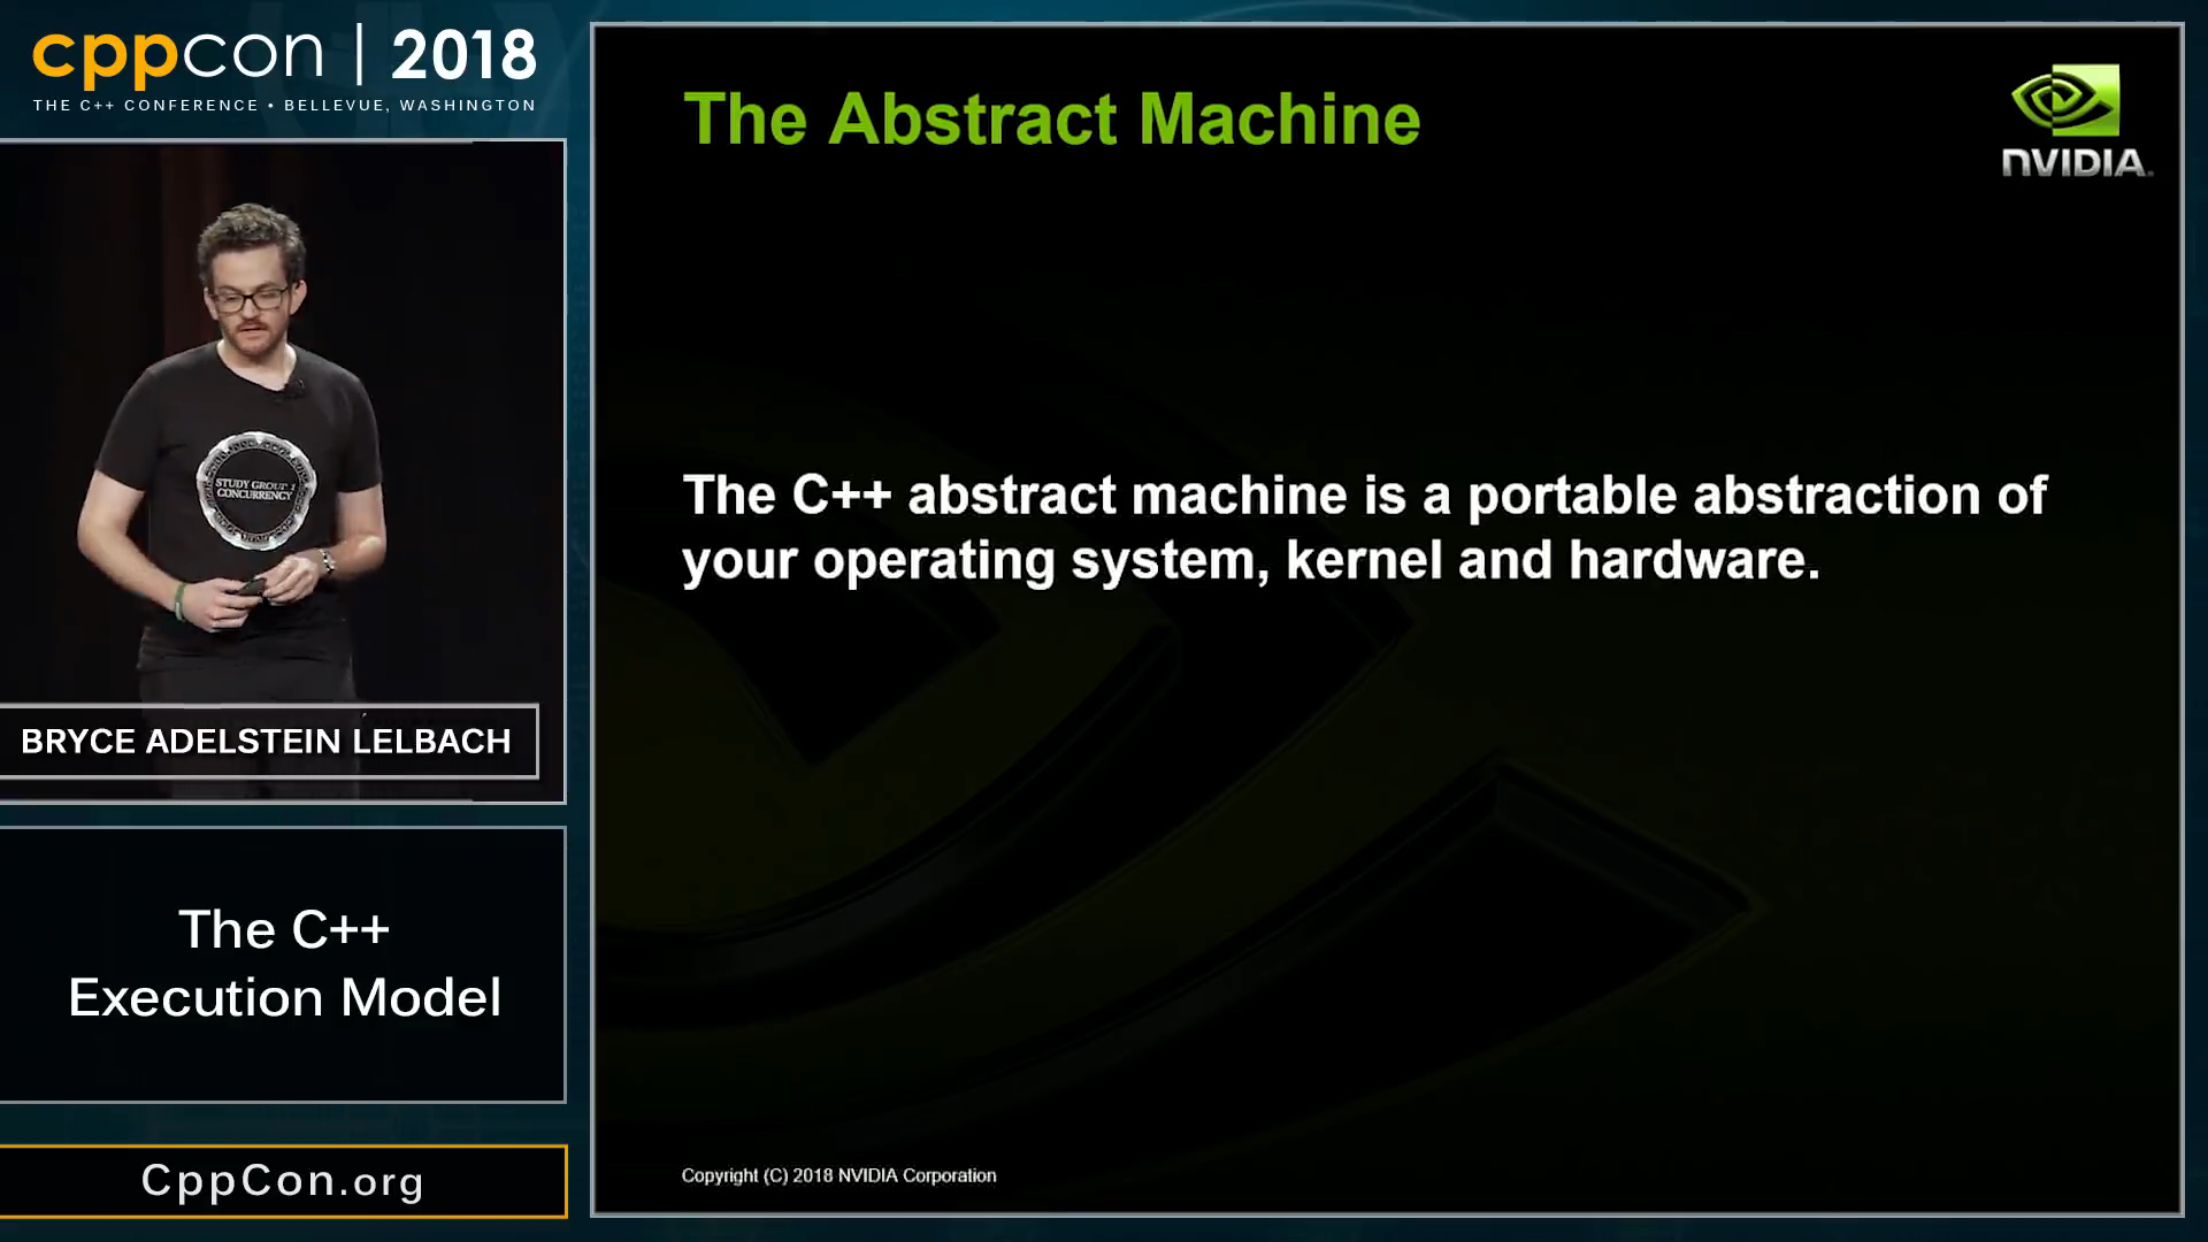 cppcon | 2018
THE C++ CONFERENCE • BELLEVUE, WASHINGTON
STUDY GROUP 1
CONCURRENCY
BRYCE ADELSTEIN LELBACH
The C++
Execution Model
CppCon.org
The Abstract Machine
NVIDIA.
The C++ abstract machine is a portable abstraction of
your operating system, kernel and hardware.
Copyright (C) 2018 NVIDIA Corporation